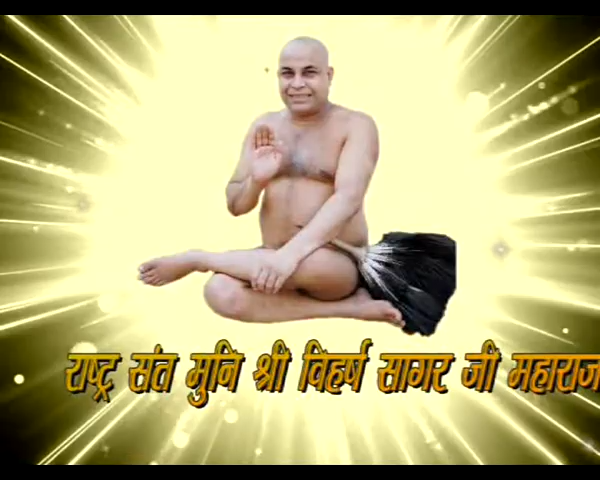 राष्ट्र संत मुनि श्री विहर्ष सागर जी महाराज